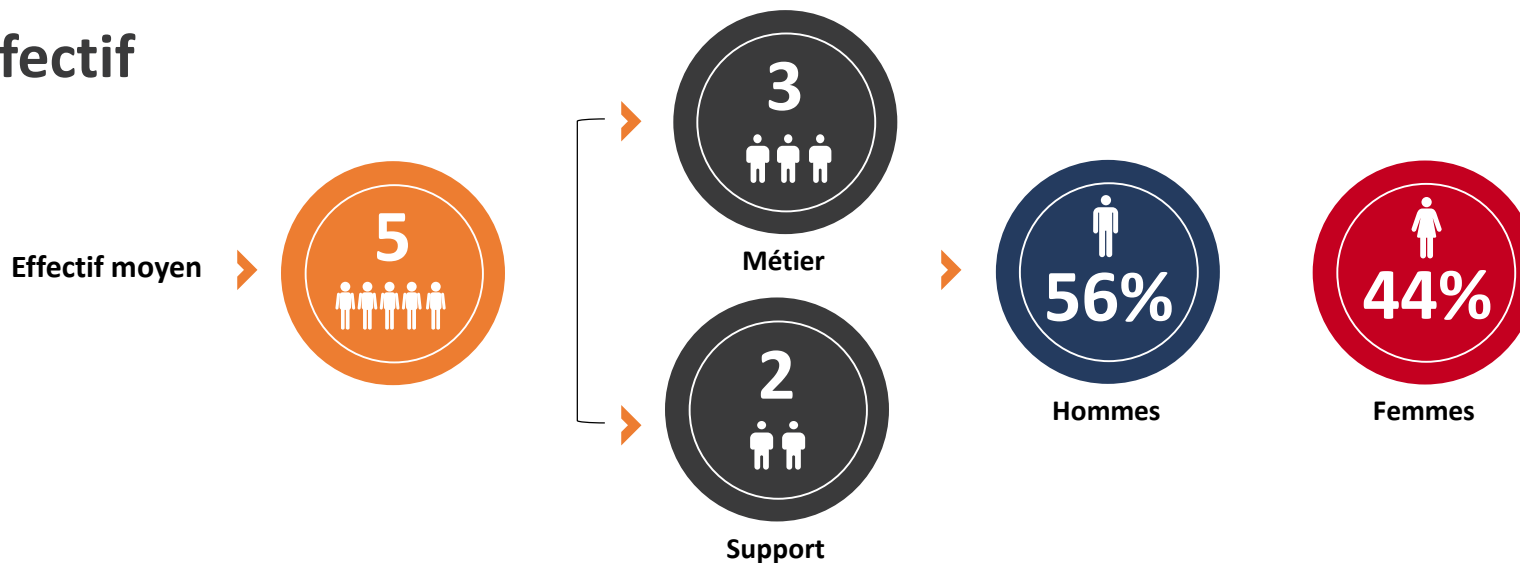 fectif
Effectif moyen
5
3
Métier
2
Support
56%
Hommes
44%
Femmes